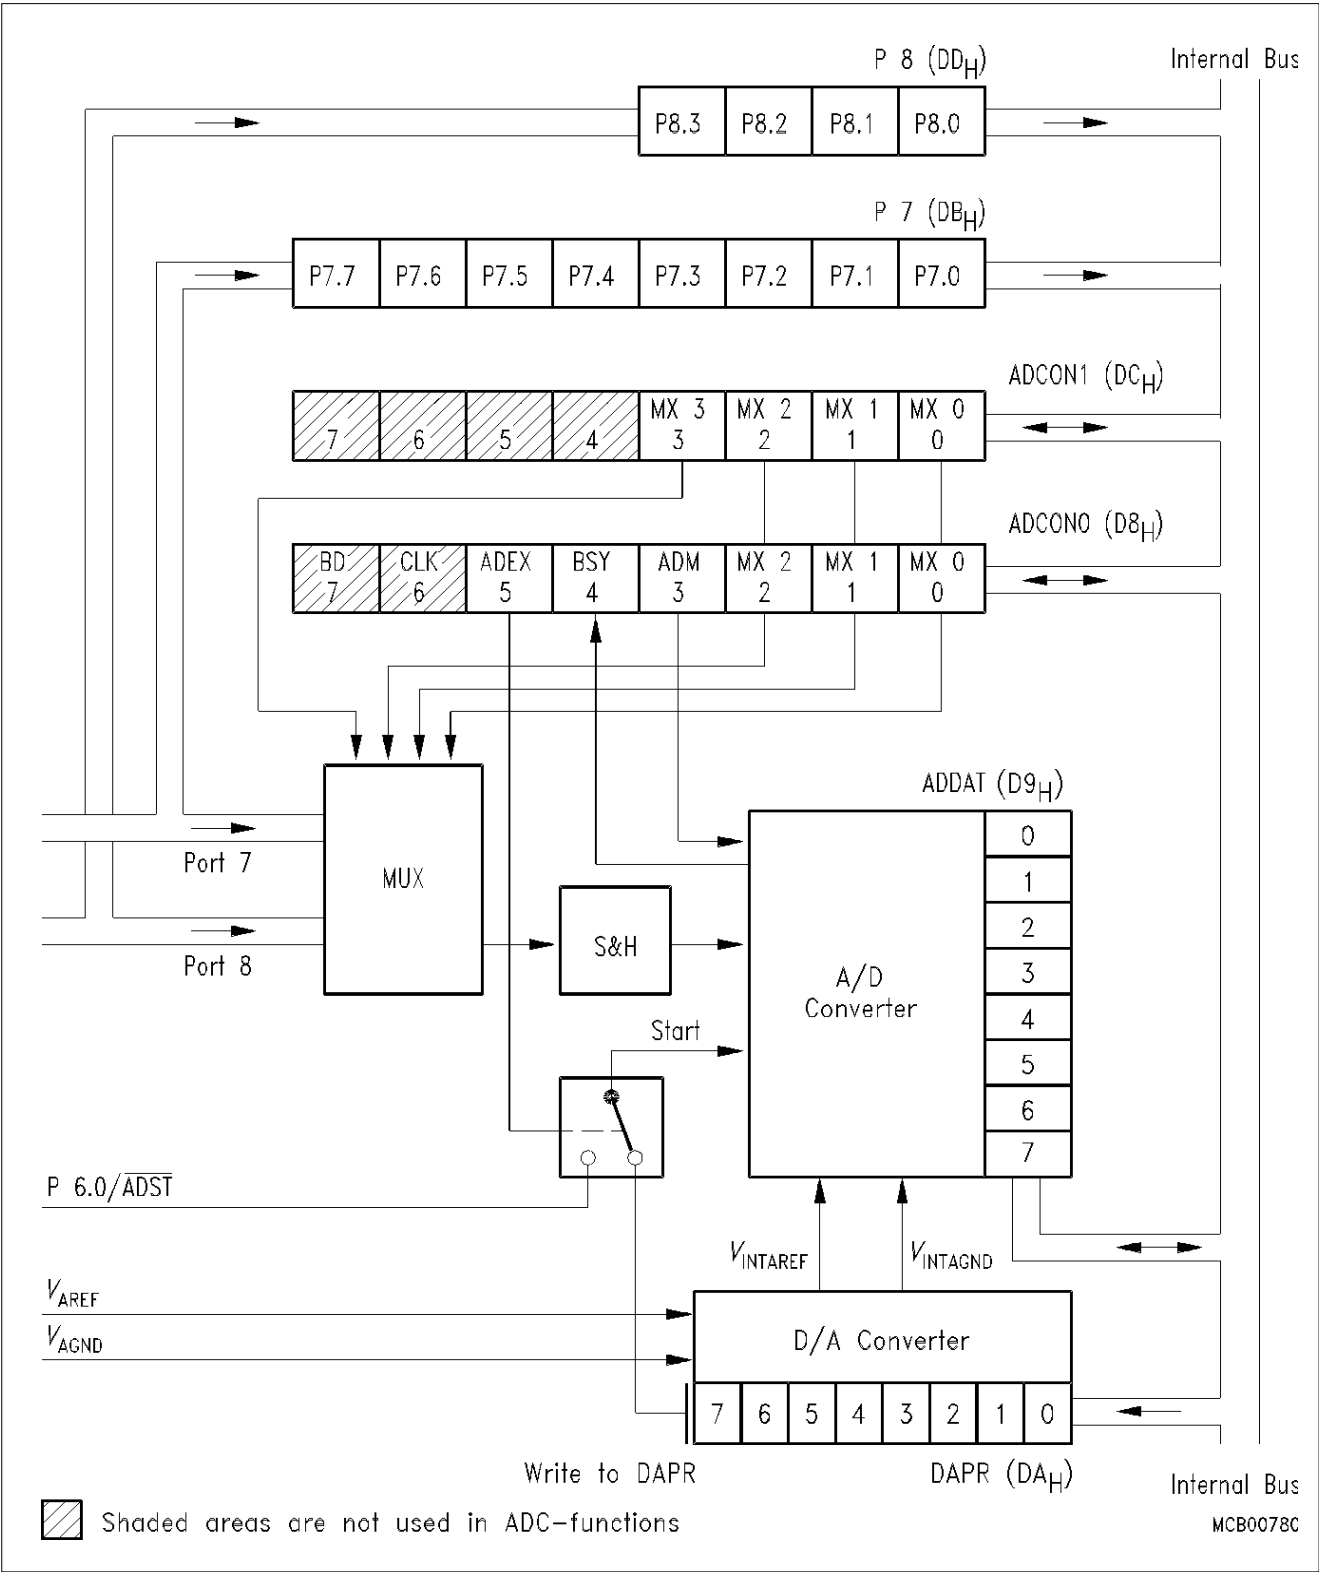 P 8 (DDH)
Internal Bus
P8.3 P8.2 P8.1 P8.0
P 7 (DBH)
P7.7 P7.6 P7.5 P7.4 P7.3 P7.2 P7.1 P7.0
ADCON1 (DCH)
MX 3 MX 2 MX 1 MX 0
7 6 5 4 3 2 1 0
ADCON0 (D8H)
BD CLK ADEX BSY ADM MX 2 MX 1 MX 0
7 6 5 4 3 2 1 0
ADDAT (D9H)
0
1
2
3
4
5
6
7
Port 7
MUX
Port 8
S&H
A/D
Converter
Start
P 6.0/ADST
VINTAREF
VINTAGND
VAREF
VAGND
D/A Converter
7 6 5 4 3 2 1 0
Write to DAPR
DAPR (DAH)
Internal Bus
Shaded areas are not used in ADC-functions
MCB00780